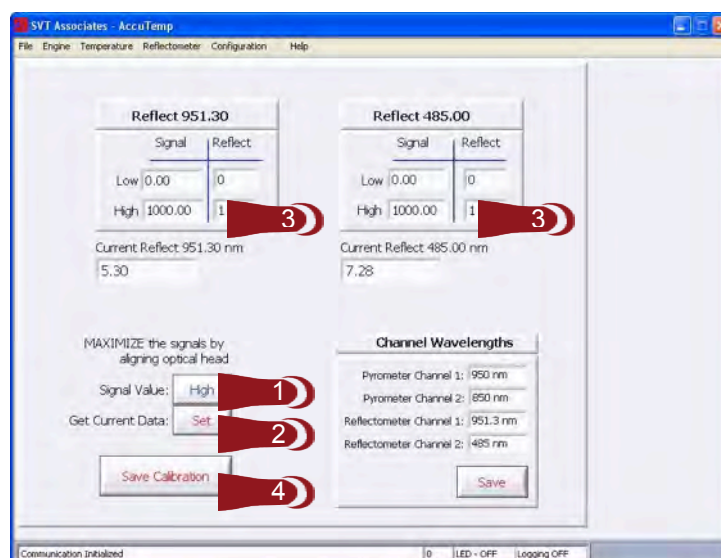 SVT Associates - AccuTemp
File Engine Temperature Reflectometer Configuration Help
Reflect 951.30
Signal Reflect
Low 0.00 0
High 1000.00 1
3
Current Reflect 951.30 nm
5.30
Reflect 485.00
Signal Reflect
Low 0.00 0
High 1000.00 1
3
Current Reflect 485.00 nm
7.28
MAXIMIZE the signals by
aligning optical head
Signal Value: High
1
Get Current Data: Set
2
Save Calibration
4
Channel Wavelengths
Pyrometer Channel 1: 950 nm
Pyrometer Channel 2: 850 nm
Reflectometer Channel 1: 951.3 nm
Reflectometer Channel 2: 485 nm
Save
Communication Initialized 0 LED - OFF Logging OFF